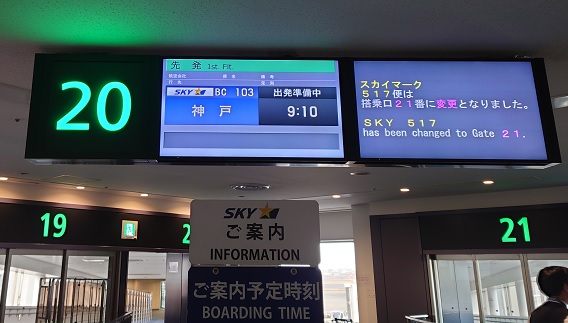 20
先発 1st. Flt.
SKY BC 103 出発準備中
神戸 9:10
スカイマーク
517便は
搭乗口21番に変更となりました。
SKY 517
has been changed to Gate 21.
19
2
21
SKY
ご案内
INFORMATION
ご案内予定時刻
BOARDING TIME